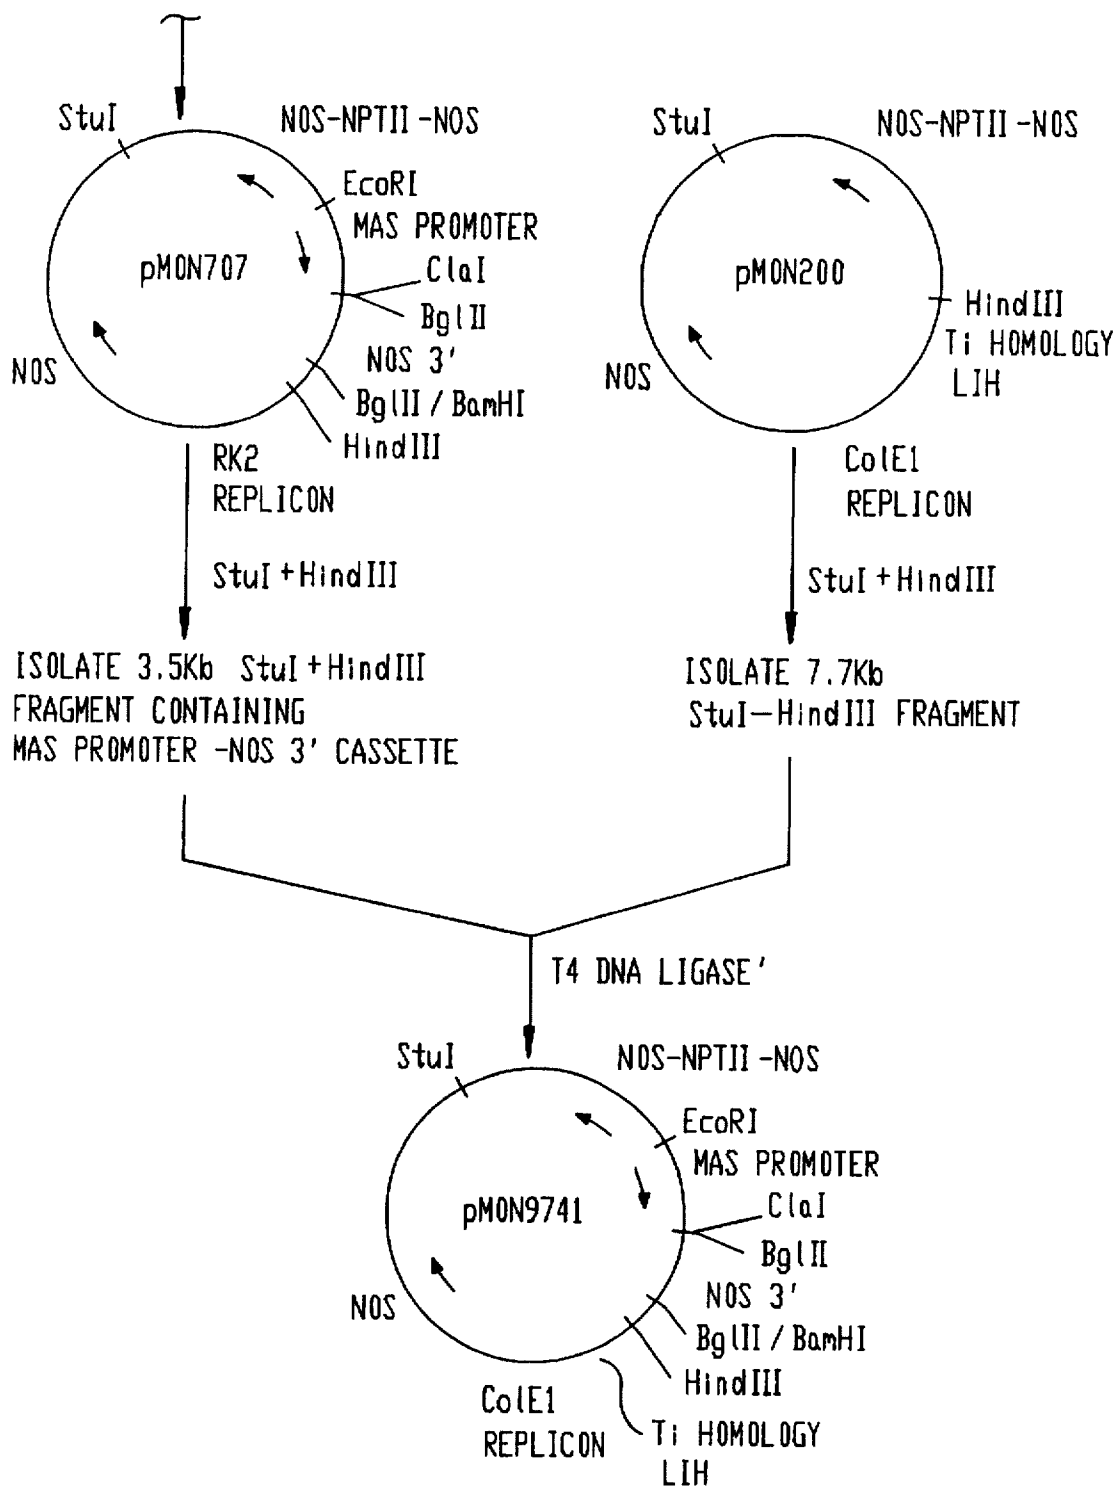 StuI
NOS-NPTII-NOS
EcoRI
MAS PROMOTER
pMON707
ClaI
BglII
NOS 3'
NOS
BglII / BamHI
HindIII
RK2
REPLICON
StuI+HindIII
ISOLATE 3.5Kb StuI+HindIII
FRAGMENT CONTAINING
MAS PROMOTER -NOS 3' CASSETTE
StuI
NOS-NPTII-NOS
pMON200
HindIII
Ti HOMOLOGY
LIH
NOS
ColE1
REPLICON
StuI+HindIII
ISOLATE 7.7Kb
StuI-HindIII FRAGMENT
T4 DNA LIGASE'
StuI
NOS-NPTII-NOS
EcoRI
MAS PROMOTER
pMON9741
ClaI
BglII
NOS 3'
NOS
BglII / BamHI
HindIII
ColE1
REPLICON
Ti HOMOLOGY
LIH